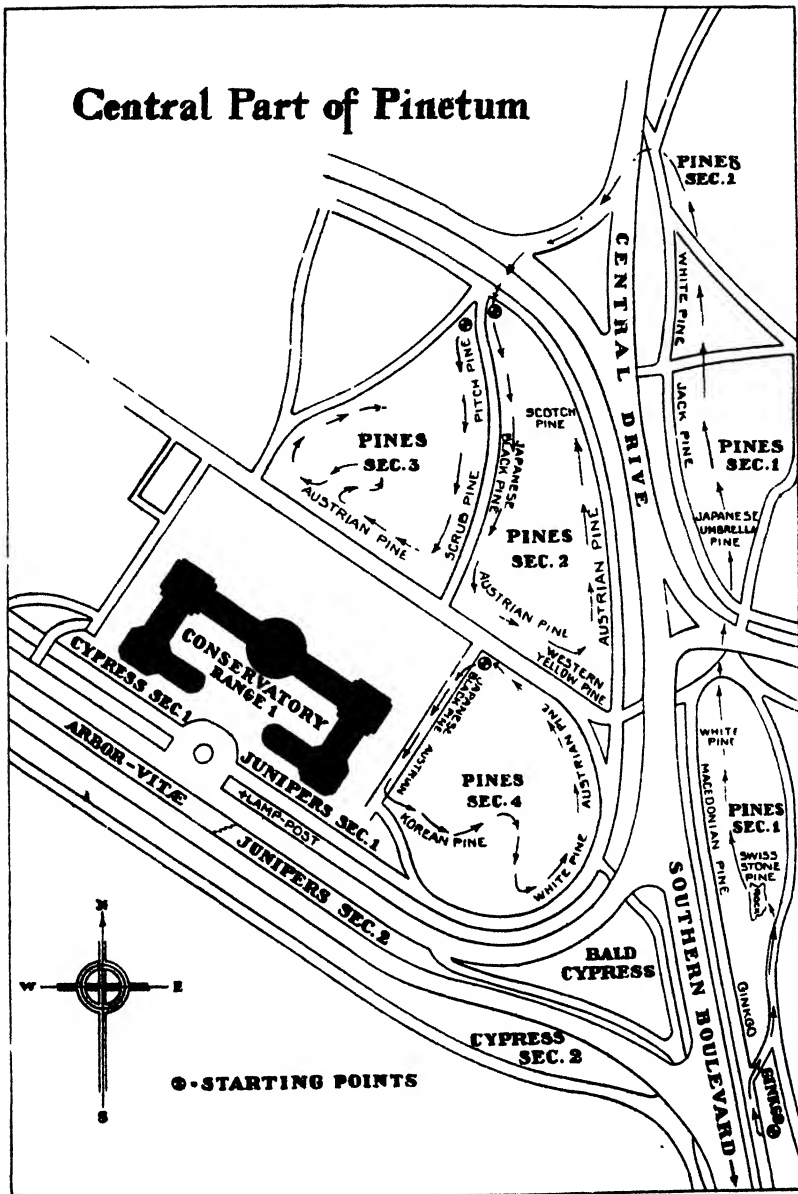 Central Part of Pinetum
PINES
SEC.1
CENTRAL DRIVE
WHITE PINE
PITCH PINE
SCOTCH
PINE
JACK PINE
PINES
SEC.3
JAPANESE
BLACK PINE
PINES
SEC.1
AUSTRIAN PINE
SCRUB PINE
PINES
SEC.2
AUSTRIAN PINE
JAPANESE
UMBRELLA
PINE
AUSTRIAN PINE
WESTERN
YELLOW PINE
CONSERVATORY
RANGE 1
CYPRESS SEC.1
JAPANESE
BLACK PINE
AUSTRIAN
AUSTRIAN PINE
WHITE
PINE
ARBOR-VITÆ
JUNIPERS SEC.1
PINES
SEC.4
MACEDONIAN PINE
PINES
SEC.1
+LAMP-POST
KOREAN PINE
WHITE PINE
SWISS
STONE
PINE
JUNIPERS SEC.2
SOUTHERN BOULEVARD
BALD
CYPRESS
GINKGO
N
W
E
S
CYPRESS
SEC.2
GINKGO
-STARTING POINTS